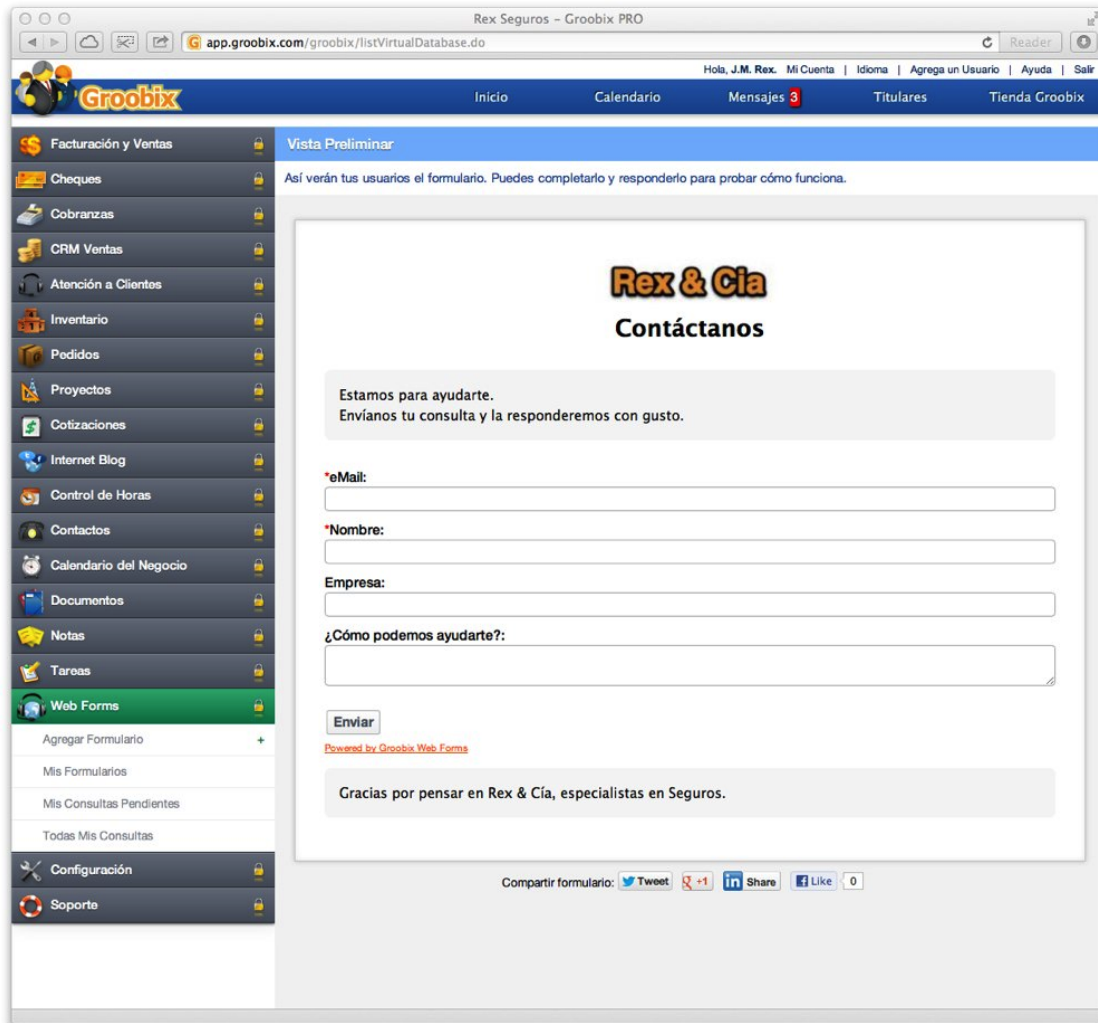 Rex Seguros – Groobix PRO
app.groobix.com/groobix/listVirtualDatabase.do
Reader
Hola, J.M. Rex. Mi Cuenta | Idioma | Agrega un Usuario | Ayuda | Salir
Groobix
Inicio Calendario Mensajes 3 Titulares Tienda Groobix
Facturación y Ventas
Cheques
Cobranzas
CRM Ventas
Atención a Clientes
Inventario
Pedidos
Proyectos
Cotizaciones
Internet Blog
Control de Horas
Contactos
Calendario del Negocio
Documentos
Notas
Tareas
Web Forms
Agregar Formulario +
Mis Formularios
Mis Consultas Pendientes
Todas Mis Consultas
Configuración
Soporte
Vista Preliminar
Así verán tus usuarios el formulario. Puedes completarlo y responderlo para probar cómo funciona.
Rex & Cia
Contáctanos
Estamos para ayudarte.
Envíanos tu consulta y la responderemos con gusto.
*eMail:
*Nombre:
Empresa:
¿Cómo podemos ayudarte?:
Enviar
Powered by Groobix Web Forms
Gracias por pensar en Rex & Cía, especialistas en Seguros.
Compartir formulario: Tweet g +1 in Share f Like 0